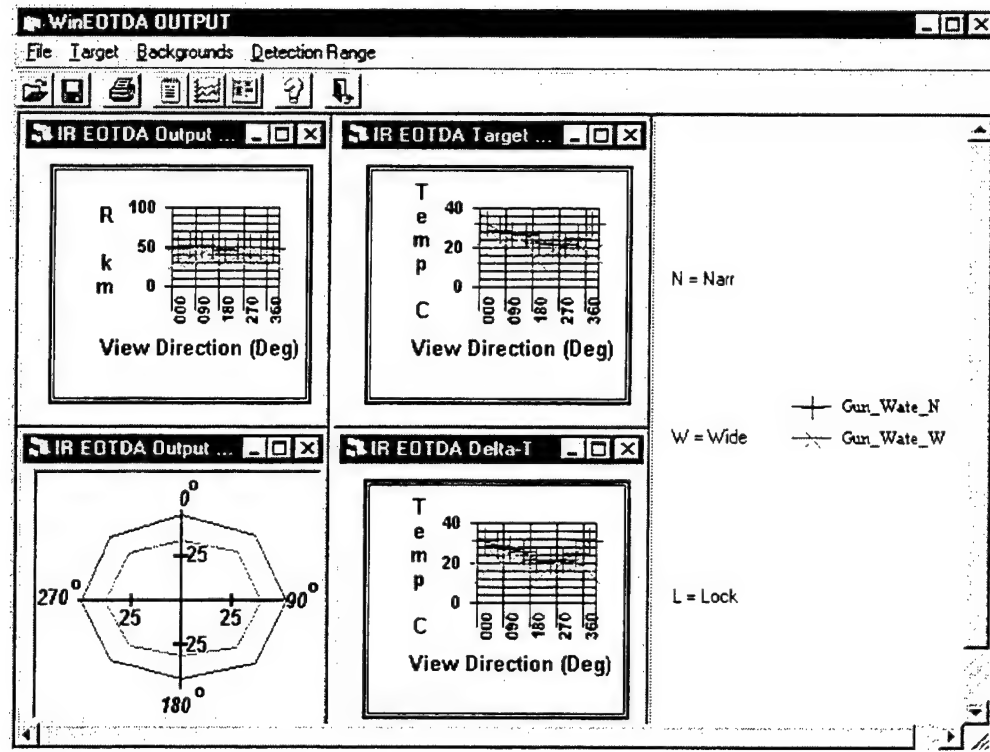 WinEOTDA OUTPUT
File Target Backgrounds Detection Range
IR EOTDA Output ...
R km
100
50
0
000 090 180 270 360
View Direction (Deg)
IR EOTDA Target ...
Temp C
40
20
0
000 090 180 270 360
View Direction (Deg)
N = Narr
W = Wide
L = Lock
Gun_Wate_N
Gun_Wate_W
IR EOTDA Output ...
0°
25
270° 90°
25 25
25
180°
IR EOTDA Delta-T
Temp C
40
20
0
000 090 180 270 360
View Direction (Deg)